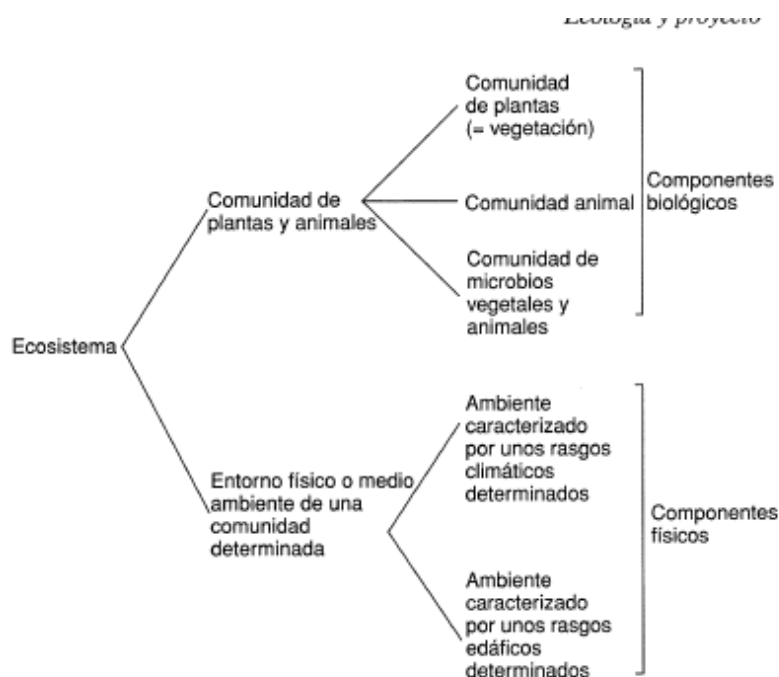 Ecología y proyecto
Comunidad
de plantas
(= vegetación)
Comunidad de
plantas y animales
Comunidad animal
Componentes
biológicos
Comunidad de
microbios
vegetales y
animales
Ecosistema
Ambiente
caracterizado
por unos rasgos
climáticos
determinados
Entorno físico o medio
ambiente de una
comunidad
determinada
Componentes
físicos
Ambiente
caracterizado
por unos rasgos
edáficos
determinados